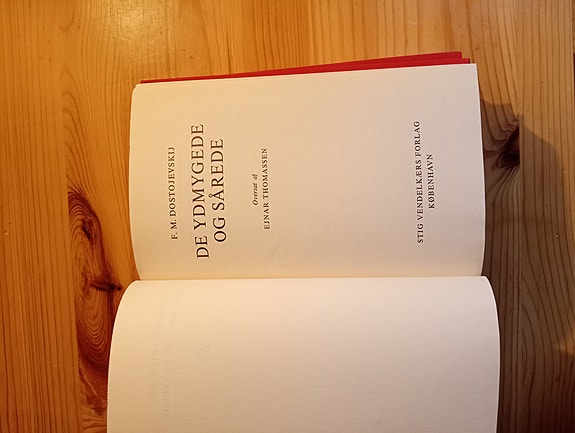 F. M. DOSTOJEVSKIJ
DE YDMYGEDE
OG SÅREDE
Oversat af
EJNAR THOMASSEN
STIG VENDELKÆRS FORLAG
KØBENHAVN